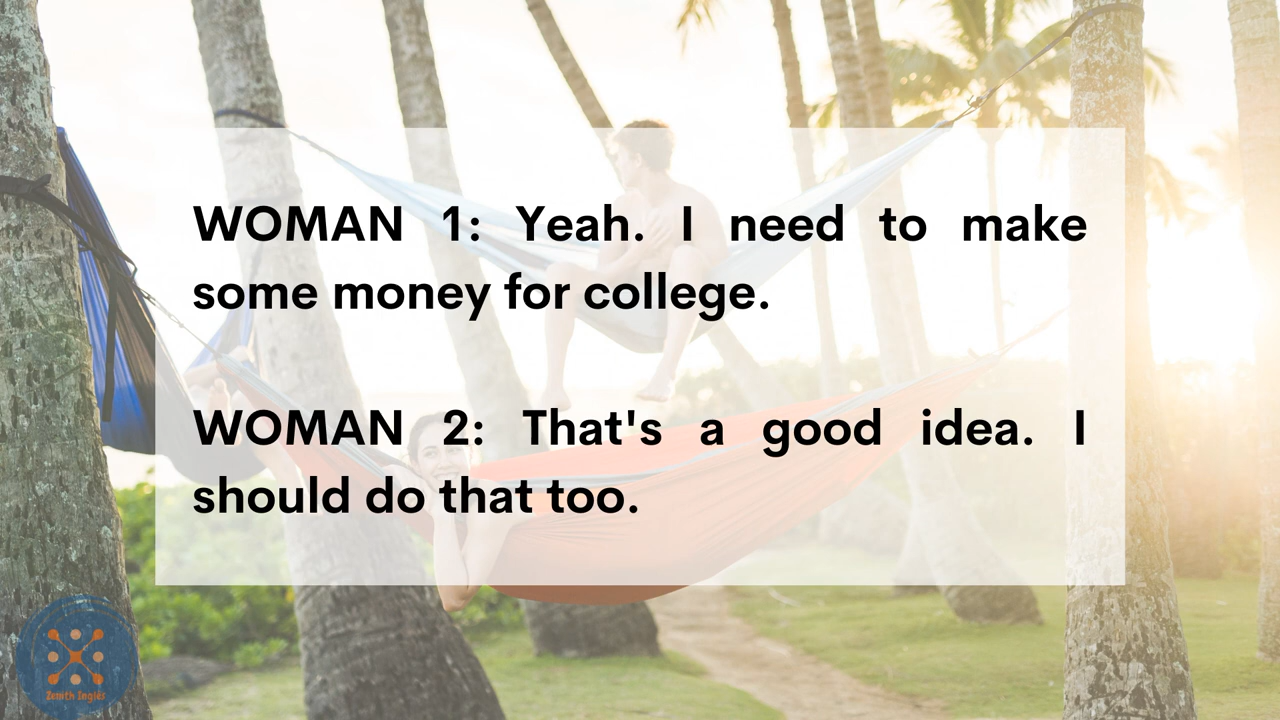 WOMAN 1: Yeah. I need to make
some money for college.
WOMAN 2: That's a good idea. I
should do that too.
Zenith Inglés